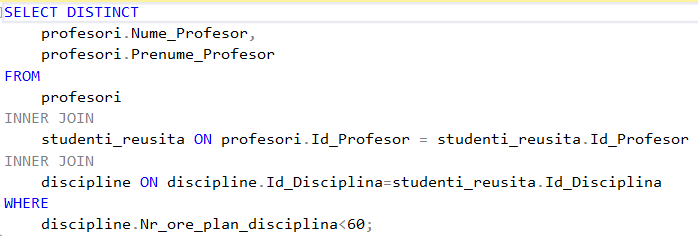 SELECT DISTINCT
profesori.Nume_Profesor,
profesori.Prenume_Profesor
FROM
profesori
INNER JOIN
studenti_reusita ON profesori.Id_Profesor = studenti_reusita.Id_Profesor
INNER JOIN
discipline ON discipline.Id_Disciplina=studenti_reusita.Id_Disciplina
WHERE
discipline.Nr_ore_plan_disciplina<60;